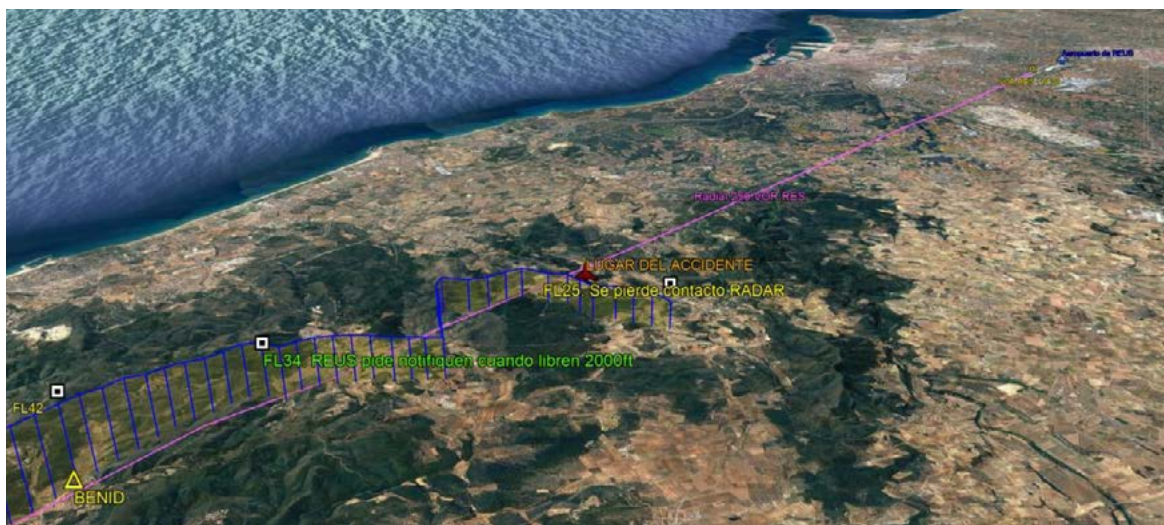 Aeropuerto de REUS
Radial 256 VOR RES
LUGAR DEL ACCIDENTE
FL25: Se pierde contacto RADAR
FL34: REUS pide notifiquen cuando libren 2000ft
FL42
BENID